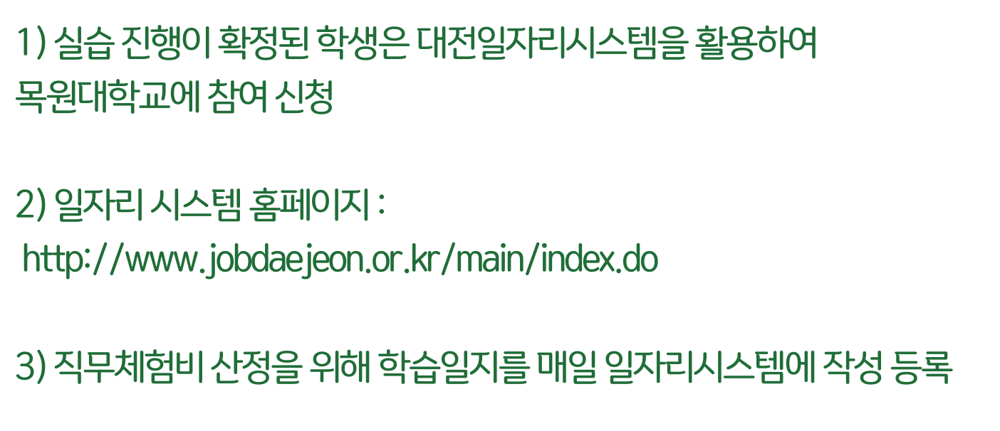 1) 실습 진행이 확정된 학생은 대전일자리시스템을 활용하여
목원대학교에 참여 신청
2) 일자리 시스템 홈페이지 :
http://www.jobdaejeon.or.kr/main/index.do
3) 직무체험비 산정을 위해 학습일지를 매일 일자리시스템에 작성 등록